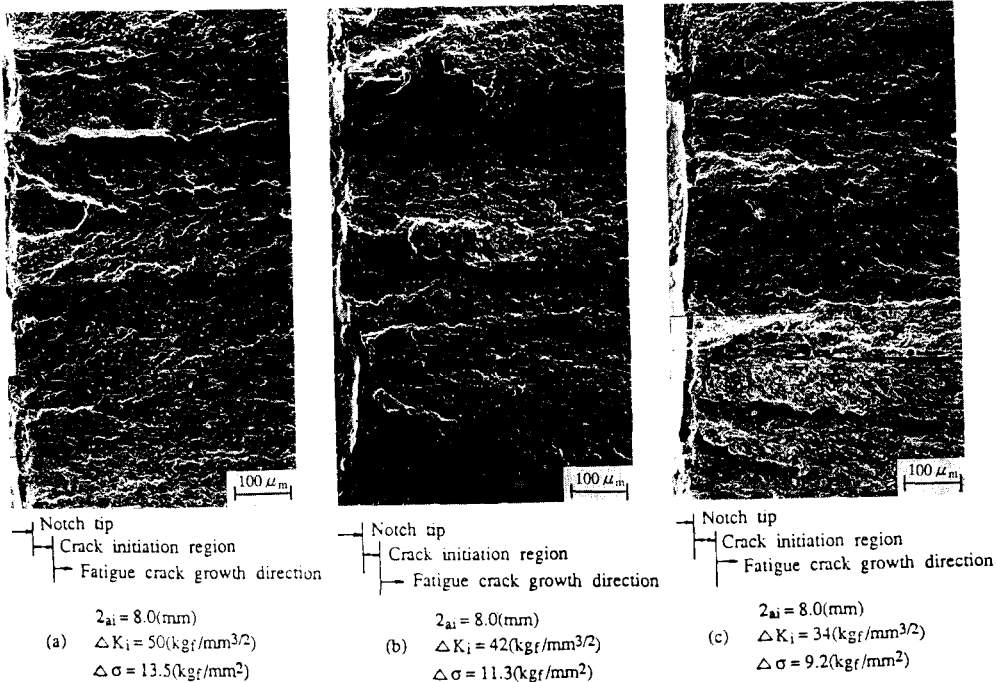 100 μm
Notch tip
Crack initiation region
Fatigue crack growth direction
2ai = 8.0(mm)
(a) △Ki = 50(kgf/mm3/2)
△σ = 13.5(kgf/mm2)
100 μm
Notch tip
Crack initiation region
Fatigue crack growth direction
2ai = 8.0(mm)
(b) △Ki = 42(kgf/mm3/2)
△σ = 11.3(kgf/mm2)
100 μm
Notch tip
Crack initiation region
Fatigue crack growth direction
2ai = 8.0(mm)
(c) △Ki = 34(kgf/mm3/2)
△σ = 9.2(kgf/mm2)